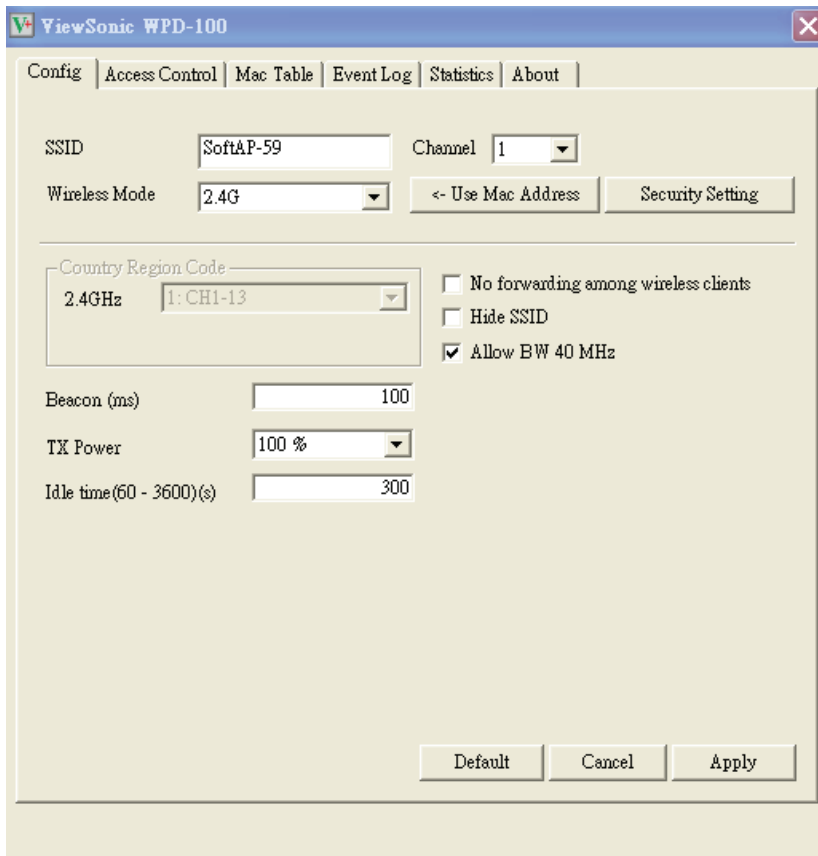 ViewSonic WPD-100
Config Access Control Mac Table Event Log Statistics About
SSID SoftAP-59 Channel 1
Wireless Mode 2.4G <- Use Mac Address Security Setting
Country Region Code
2.4GHz 1: CH1-13
No forwarding among wireless clients
Hide SSID
Allow BW 40 MHz
Beacon (ms) 100
TX Power 100 %
Idle time(60 - 3600)(s) 300
Default Cancel Apply